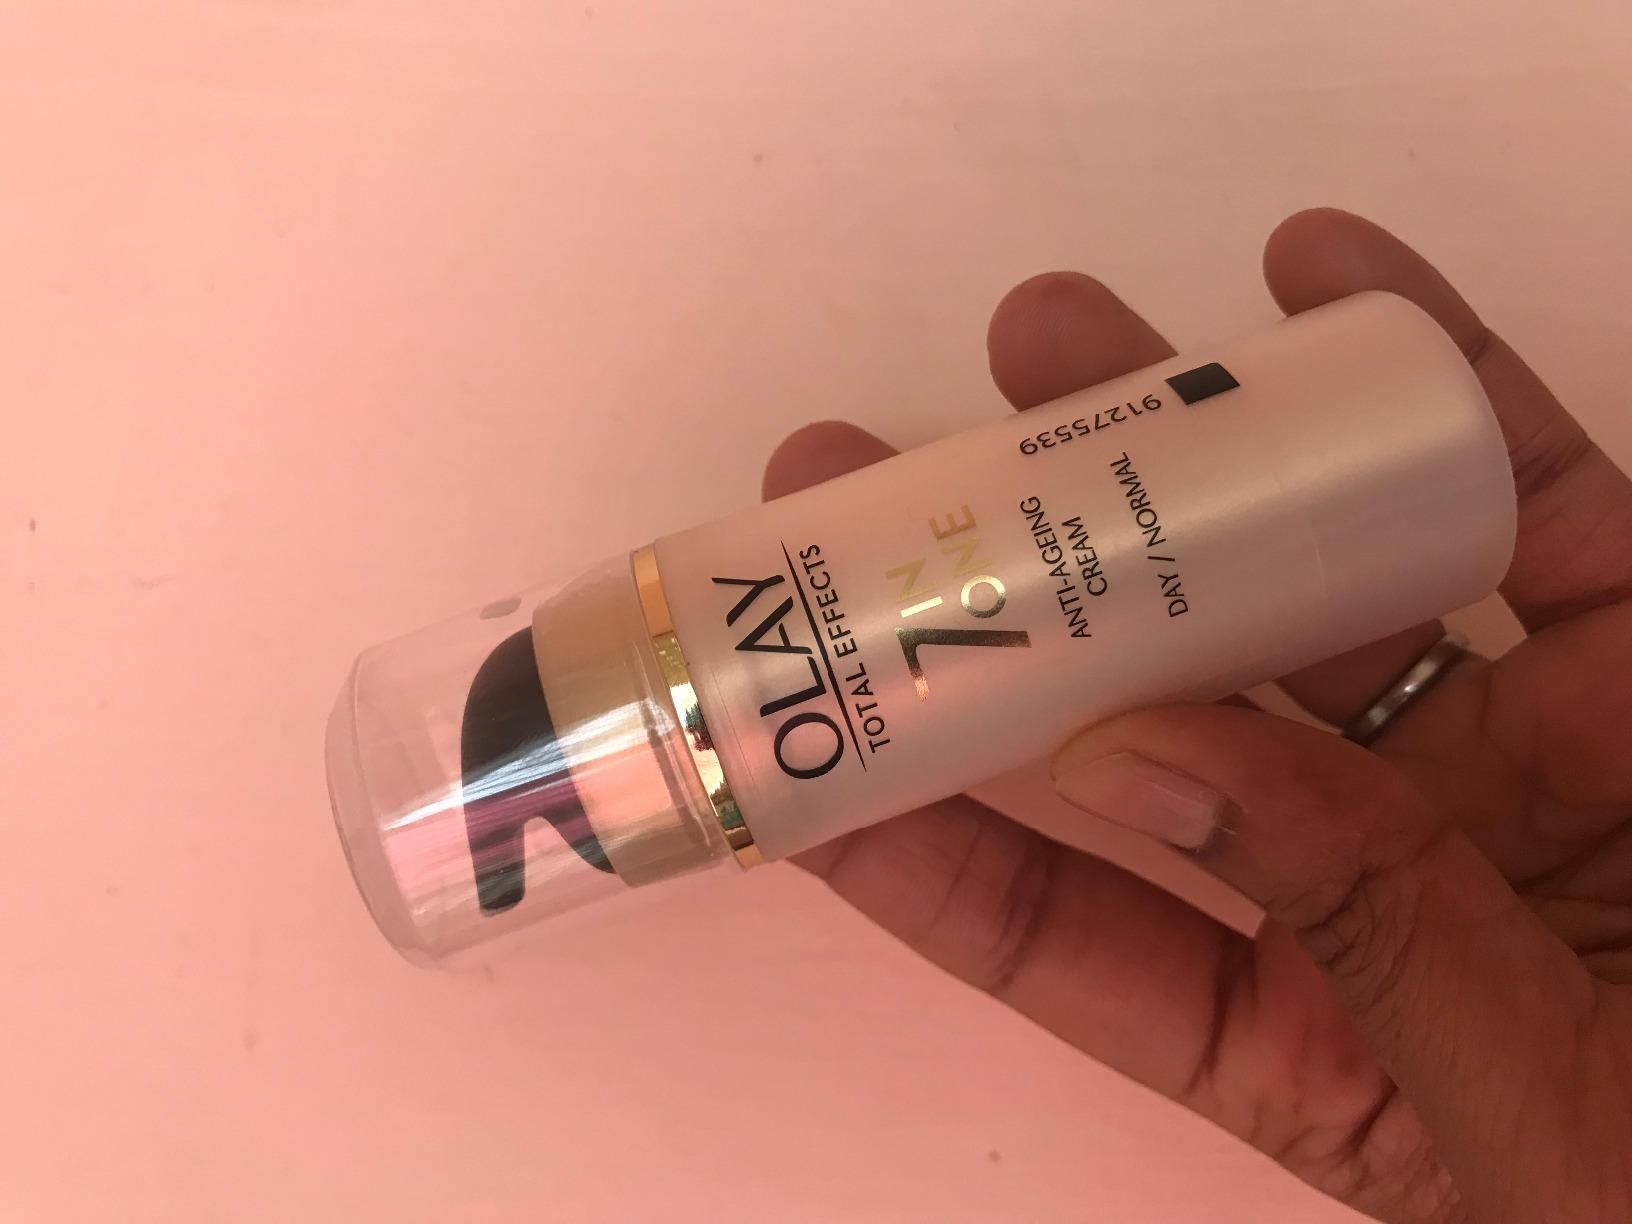 OLAY
TOTAL EFFECTS
7 IN
ONE
ANTI-AGEING
CREAM
DAY / NORMAL
91275539